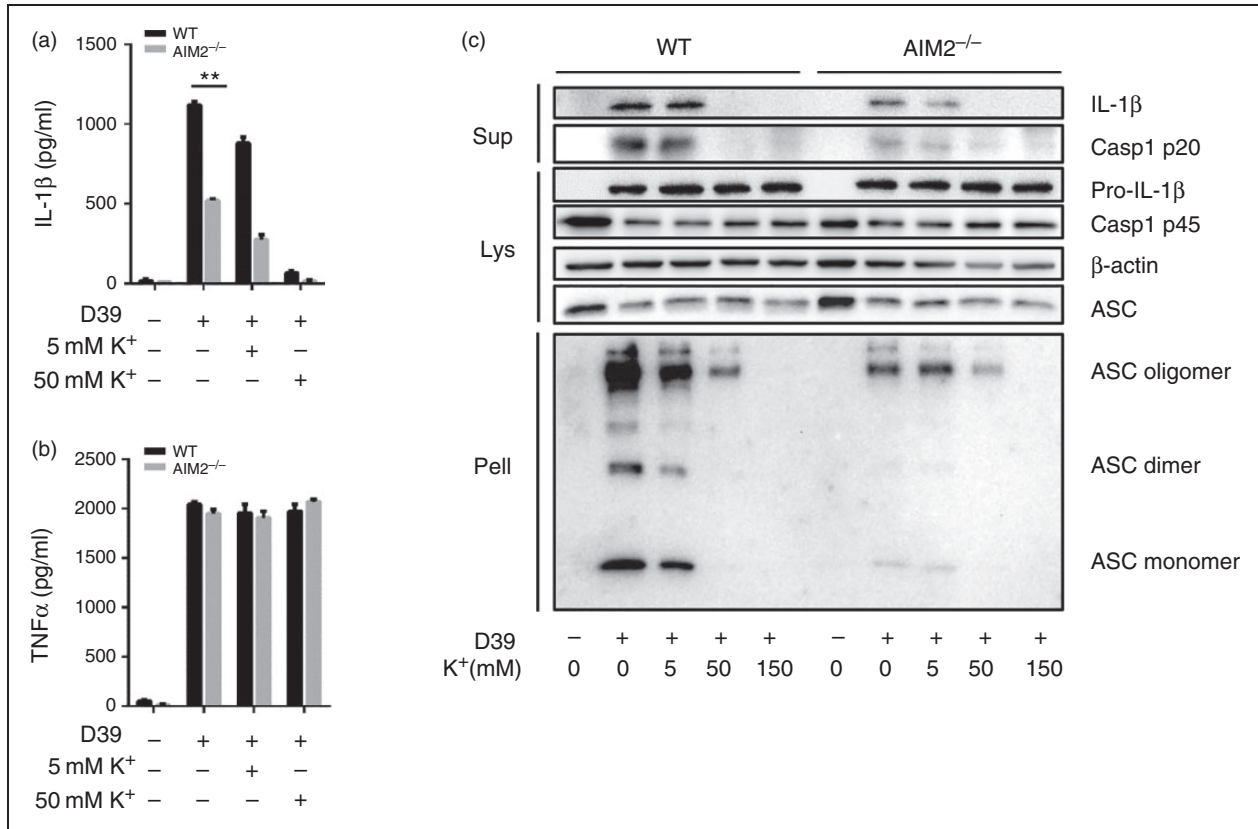 (a)
WT
AIM2–/–
1500
1000
500
0
IL-1β (pg/ml)
**
D39 – + + +
5 mM K+ – – + –
50 mM K+ – – – +
(b)
WT
AIM2–/–
2500
2000
1500
1000
500
0
TNFα (pg/ml)
D39 – + + +
5 mM K+ – – + –
50 mM K+ – – – +
(c)
WT AIM2–/–
Sup
IL-1β
Casp1 p20
Lys
Pro-IL-1β
Casp1 p45
β-actin
ASC
Pell
ASC oligomer
ASC dimer
ASC monomer
D39 – + + + + – + + + +
K+(mM) 0 0 5 50 150 0 0 5 50 150